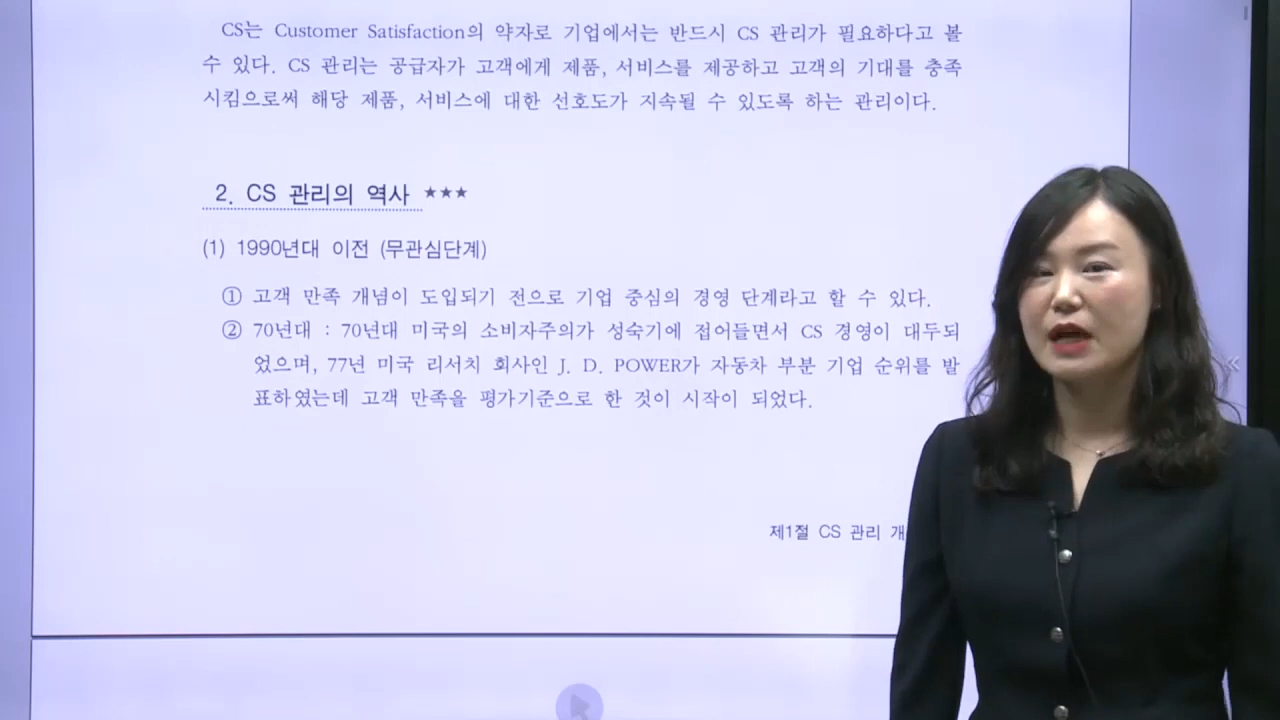 CS는 Customer Satisfaction의 약자로 기업에서는 반드시 CS 관리가 필요하다고 볼
수 있다. CS 관리는 공급자가 고객에게 제품, 서비스를 제공하고 고객의 기대를 충족
시킴으로써 해당 제품, 서비스에 대한 선호도가 지속될 수 있도록 하는 관리이다.
2. CS 관리의 역사 ★★★
(1) 1990년대 이전 (무관심단계)
① 고객 만족 개념이 도입되기 전으로 기업 중심의 경영 단계라고 할 수 있다.
② 70년대 : 70년대 미국의 소비자주의가 성숙기에 접어들면서 CS 경영이 대두되
었으며, 77년 미국 리서치 회사인 J. D. POWER가 자동차 부분 기업 순위를 발
표하였는데 고객 만족을 평가기준으로 한 것이 시작이 되었다.
제1절 CS 관리 개